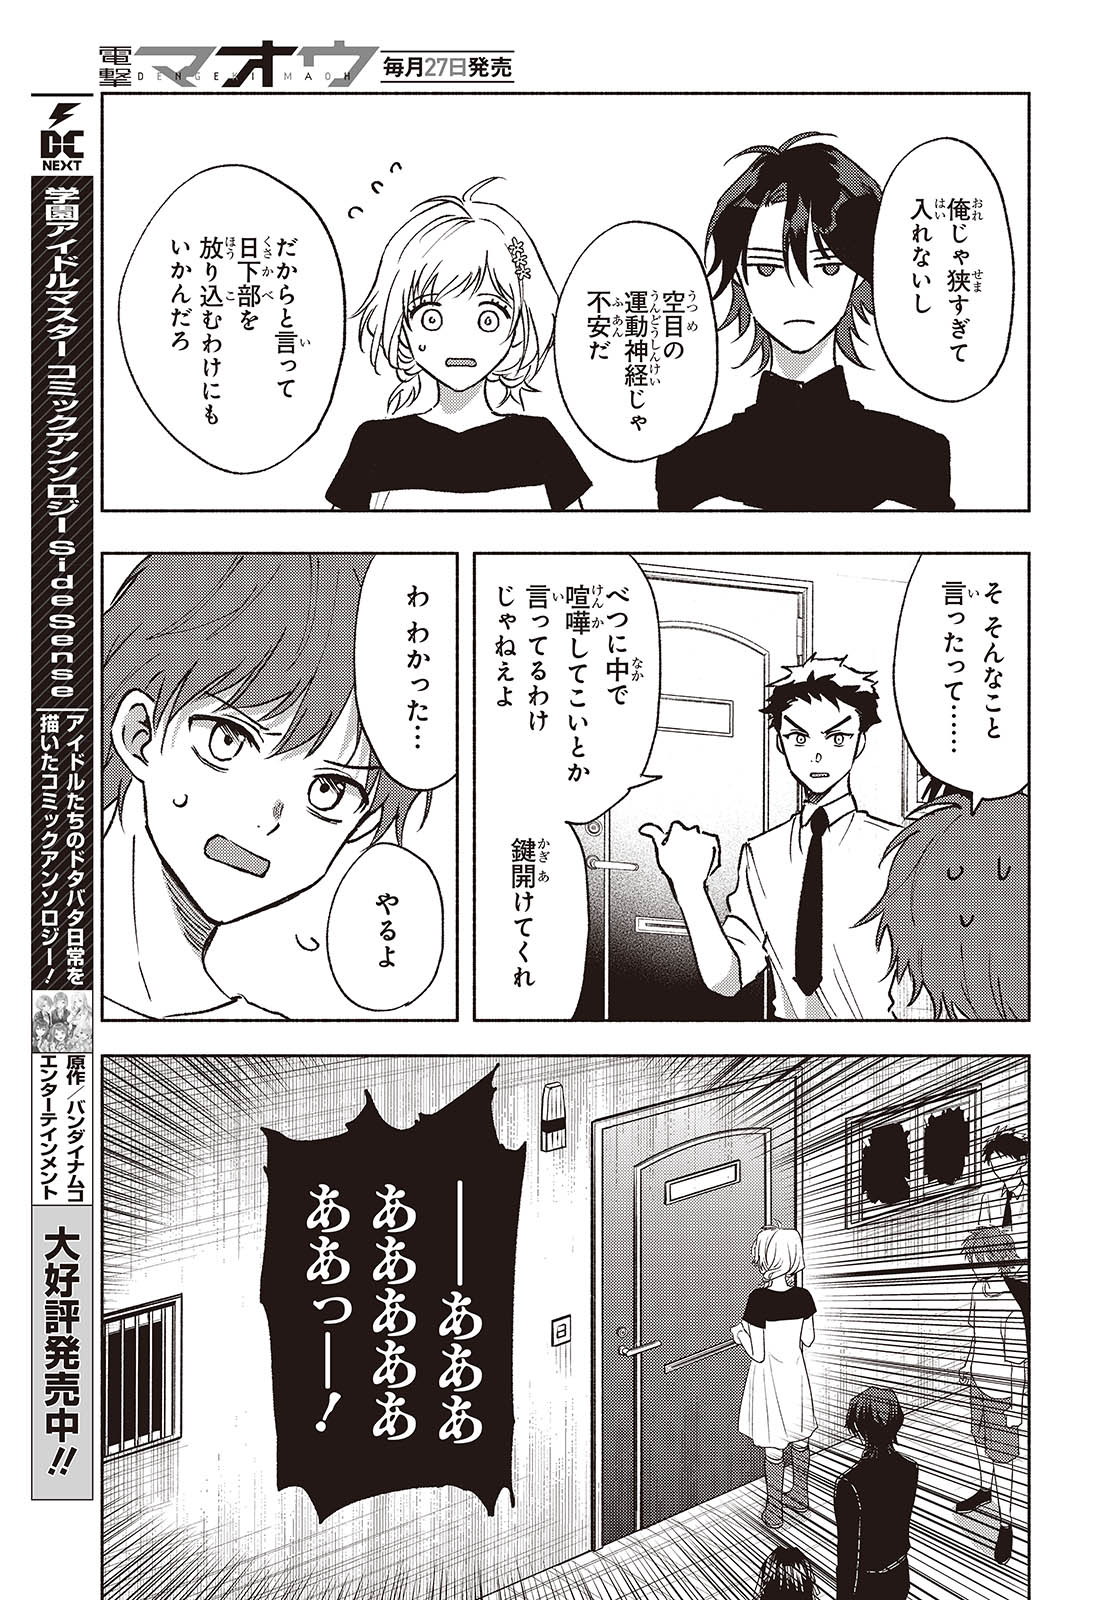 電撃マオウ
DENGEKI MAOH
毎月27日発売
俺じゃ狭すぎて
入れないし
空目の
運動神経じゃ
不安だ
だからと言って
日下部を
放り込むわけにも
いかんだろ
そ そんなこと
言ったって……
べつに中で
喧嘩してこいとか
言ってるわけ
じゃねえよ
鍵開けてくれ
わ わかった…
やるよ
――あああ
あああああ
ああっ―！
DC
NEXT
学園アイドルマスター コミックアンソロジー Side Sense
アイドルたちのドタバタ日常を
描いたコミックアンソロジー！
原作／バンダイナムコ
エンターテインメント
大好評発売中!!